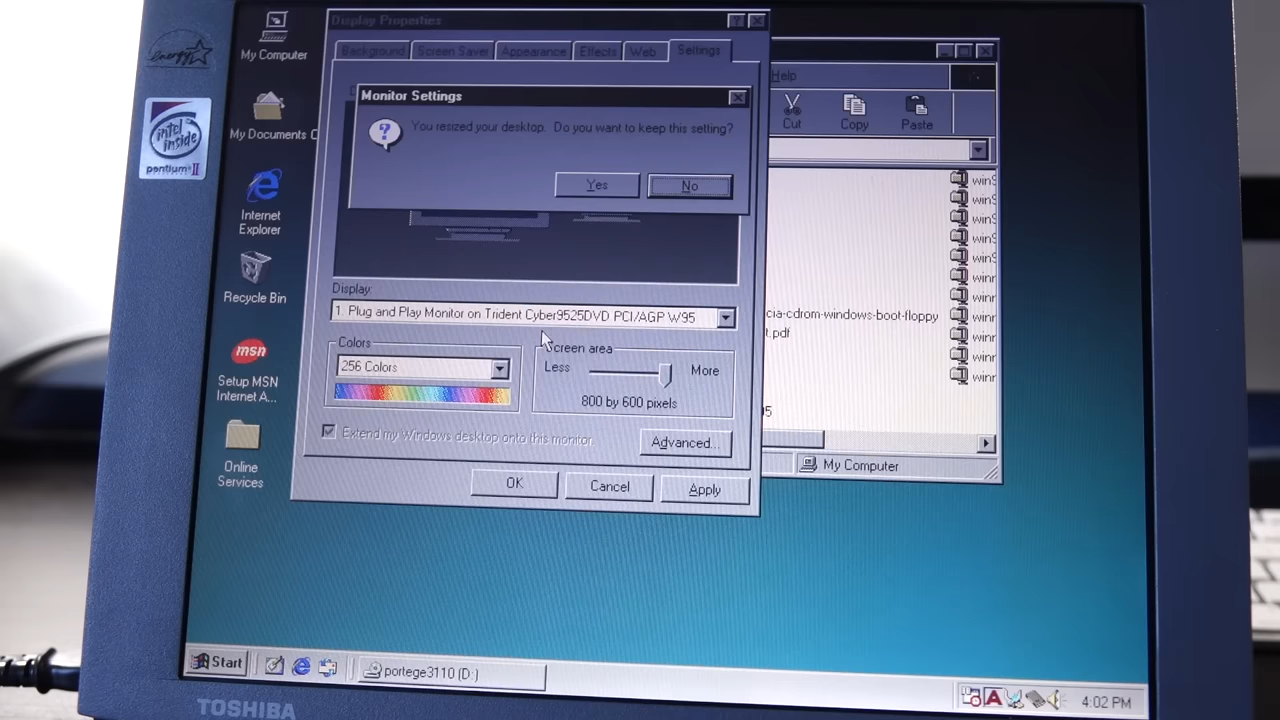 energy
intel
inside
pentium II
My Computer
My Documents
Internet
Explorer
Recycle Bin
msn
Setup MSN
Internet A...
Online
Services
Display Properties
Background
Screen Saver
Appearance
Effects
Web
Settings
Monitor Settings
You resized your desktop. Do you want to keep this setting?
Yes
No
Display:
1. Plug and Play Monitor on Trident Cyber9525DVD PCI/AGP W95
Colors
256 Colors
Screen area
Less
More
800 by 600 pixels
Extend my Windows desktop onto this monitor.
Advanced...
OK
Cancel
Apply
Help
Cut
Copy
Paste
cia-cdrom-windows-boot-floppy
t.pdf
My Computer
Start
portege3110 (D:)
4:02 PM
TOSHIBA